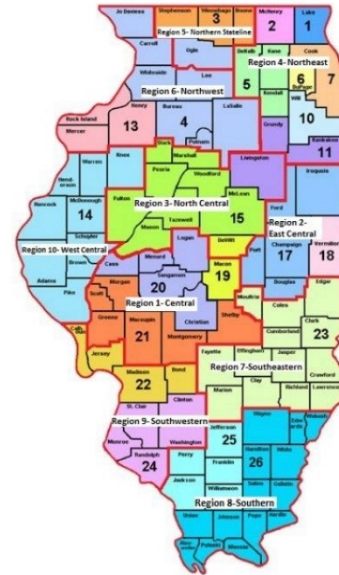 Jo Daviess
Stephenson
Winnebago
Boone
McHenry
Lake
2
1
Region 5- Northern Stateline
Carroll
Ogle
Region 4- Northeast
DeKalb
Kane
Cook
5
6
7
DuPage
Whiteside
Lee
Kendall
Will
10
Region 6- Northwest
Rock Island
Henry
Bureau
LaSalle
Grundy
13
4
Mercer
Putnam
Kankakee
11
Stark
Marshall
Livingston
Iroquois
Warren
Knox
Peoria
Woodford
Hender-
erson
McLean
Ford
Hancock
McDonough
14
Fulton
Region 3- North Central
15
Tazewell
Mason
Region 2-
East Central
Schuyler
Logan
DeWitt
Champaign
Vermilion
17
18
Region 10- West Central
Piatt
Brown
Cass
Menard
Macon
19
Adams
Sangamon
20
Douglas
Edgar
Moultrie
Pike
Morgan
Scott
Region 1- Central
Christian
Coles
Shelby
Clark
23
Greene
Macoupin
21
Montgomery
Cumberland
Jersey
Fayette
Effingham
Jasper
Crawford
Madison
22
Bond
Region 7-Southeastern
Clay
Richland
Lawrence
Clinton
Marion
St. Clair
Region 9- Southwestern
Wayne
Wabash
Jefferson
25
Monroe
Washington
Randolph
24
Perry
Hamilton
White
26
Franklin
Jackson
Williamson
Saline
Gallatin
Region 8-Southern
Union
Johnson
Pope
Hardin
Pulaski
Massac